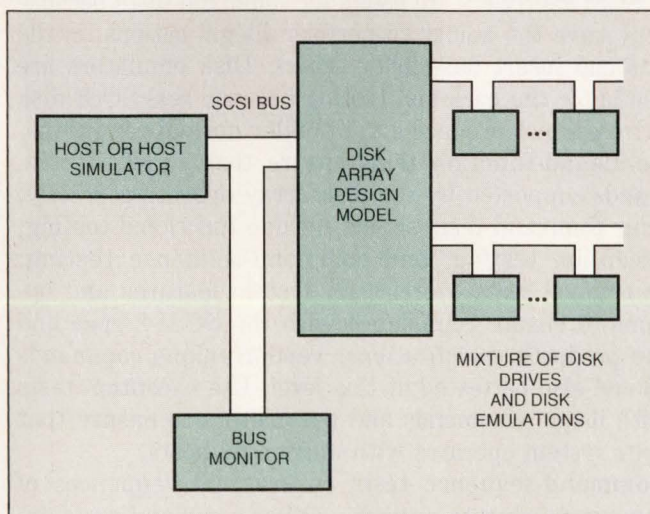 SCSI BUS
HOST OR HOST
SIMULATOR
DISK
ARRAY
DESIGN
MODEL
...
...
MIXTURE OF DISK
DRIVES
AND DISK
EMULATIONS
BUS
MONITOR